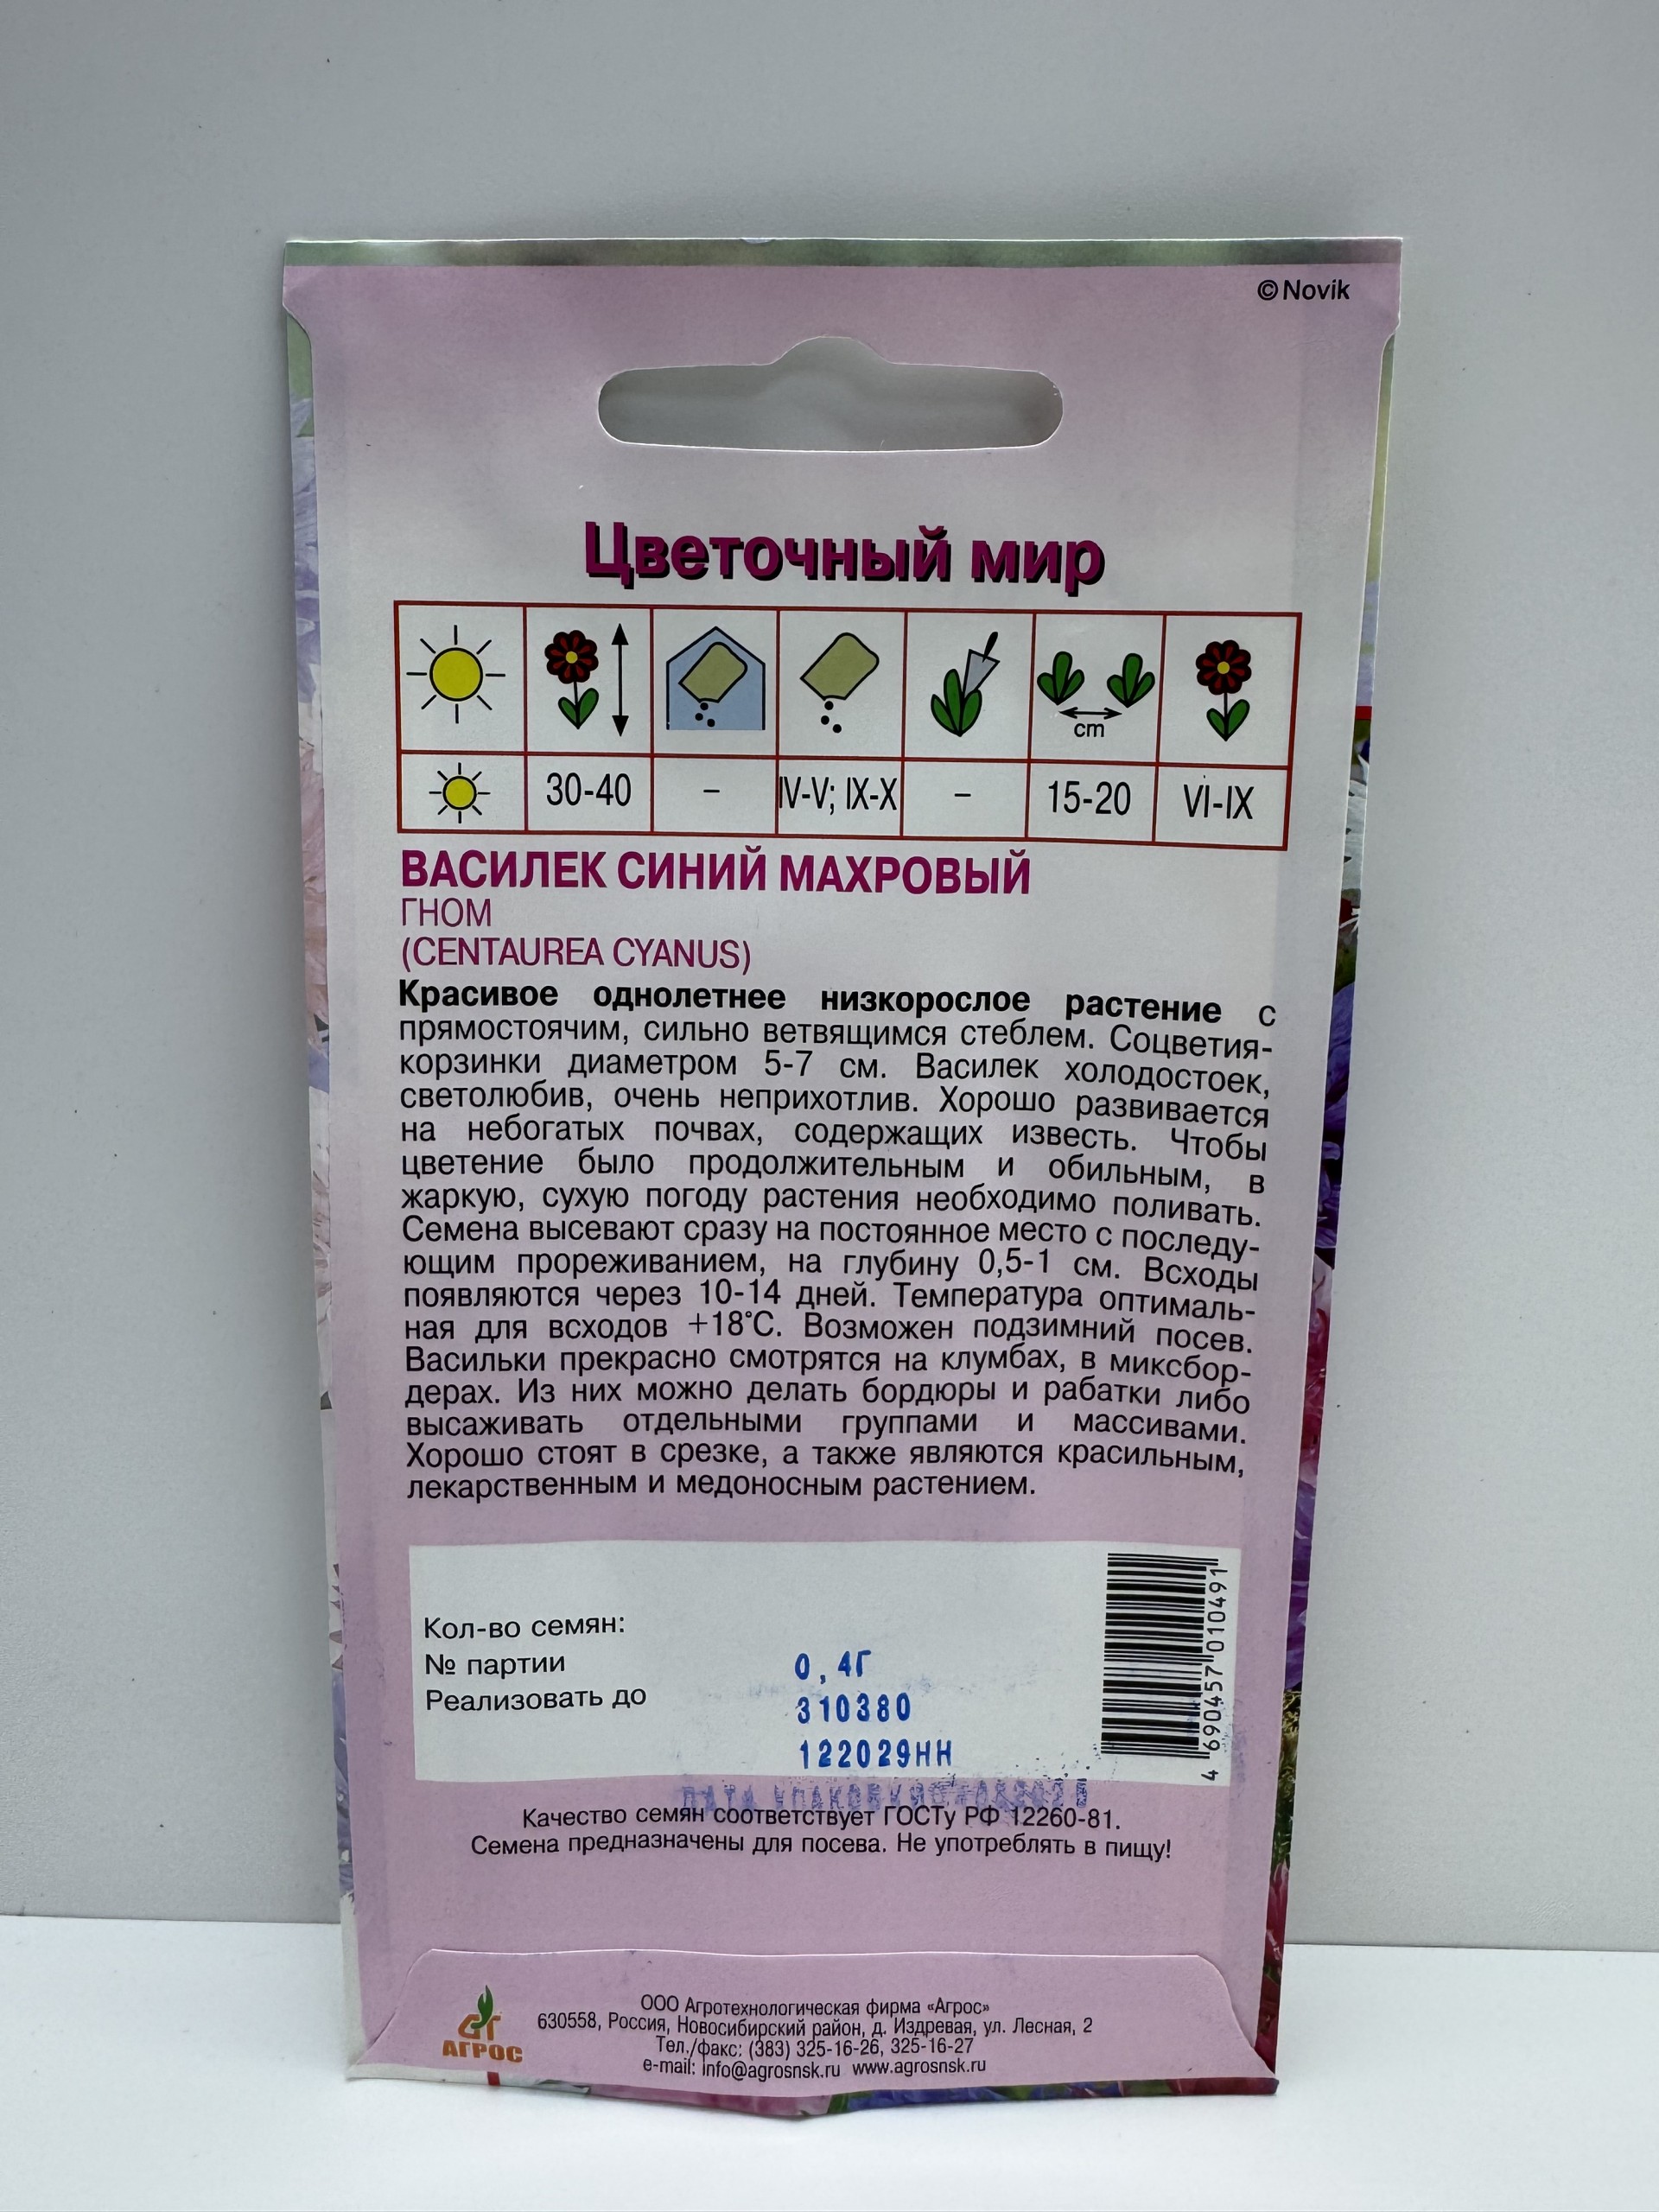 ©Novik
Цветочный мир
cm
30-40 – IV-V; IX-X – 15-20 VI-IX
ВАСИЛЕК СИНИЙ МАХРОВЫЙ
ГНОМ
(CENTAUREA CYANUS)
Красивое однолетнее низкорослое растение с
прямостоячим, сильно ветвящимся стеблем. Соцветия-
корзинки диаметром 5-7 см. Василек холодостоек,
светолюбив, очень неприхотлив. Хорошо развивается
на небогатых почвах, содержащих известь. Чтобы
цветение было продолжительным и обильным, в
жаркую, сухую погоду растения необходимо поливать.
Семена высевают сразу на постоянное место с последу-
ющим прореживанием, на глубину 0,5-1 см. Всходы
появляются через 10-14 дней. Температура оптималь-
ная для всходов +18°С. Возможен подзимний посев.
Васильки прекрасно смотрятся на клумбах, в миксбор-
дерах. Из них можно делать бордюры и рабатки либо
высаживать отдельными группами и массивами.
Хорошо стоят в срезке, а также являются красильным,
лекарственным и медоносным растением.
Кол-во семян:
№ партии
Реализовать до
0,4Г
310380
122029НН
4 690457 010491
ДАТА УПАКОВКИ
Качество семян соответствует ГОСТу РФ 12260-81.
Семена предназначены для посева. Не употреблять в пищу!
АГРОС
ООО Агротехнологическая фирма «Агрос»
630558, Россия, Новосибирский район, д. Издревая, ул. Лесная, 2
Тел./факс: (383) 325-16-26, 325-16-27
e-mail: info@agrosnsk.ru www.agrosnsk.ru